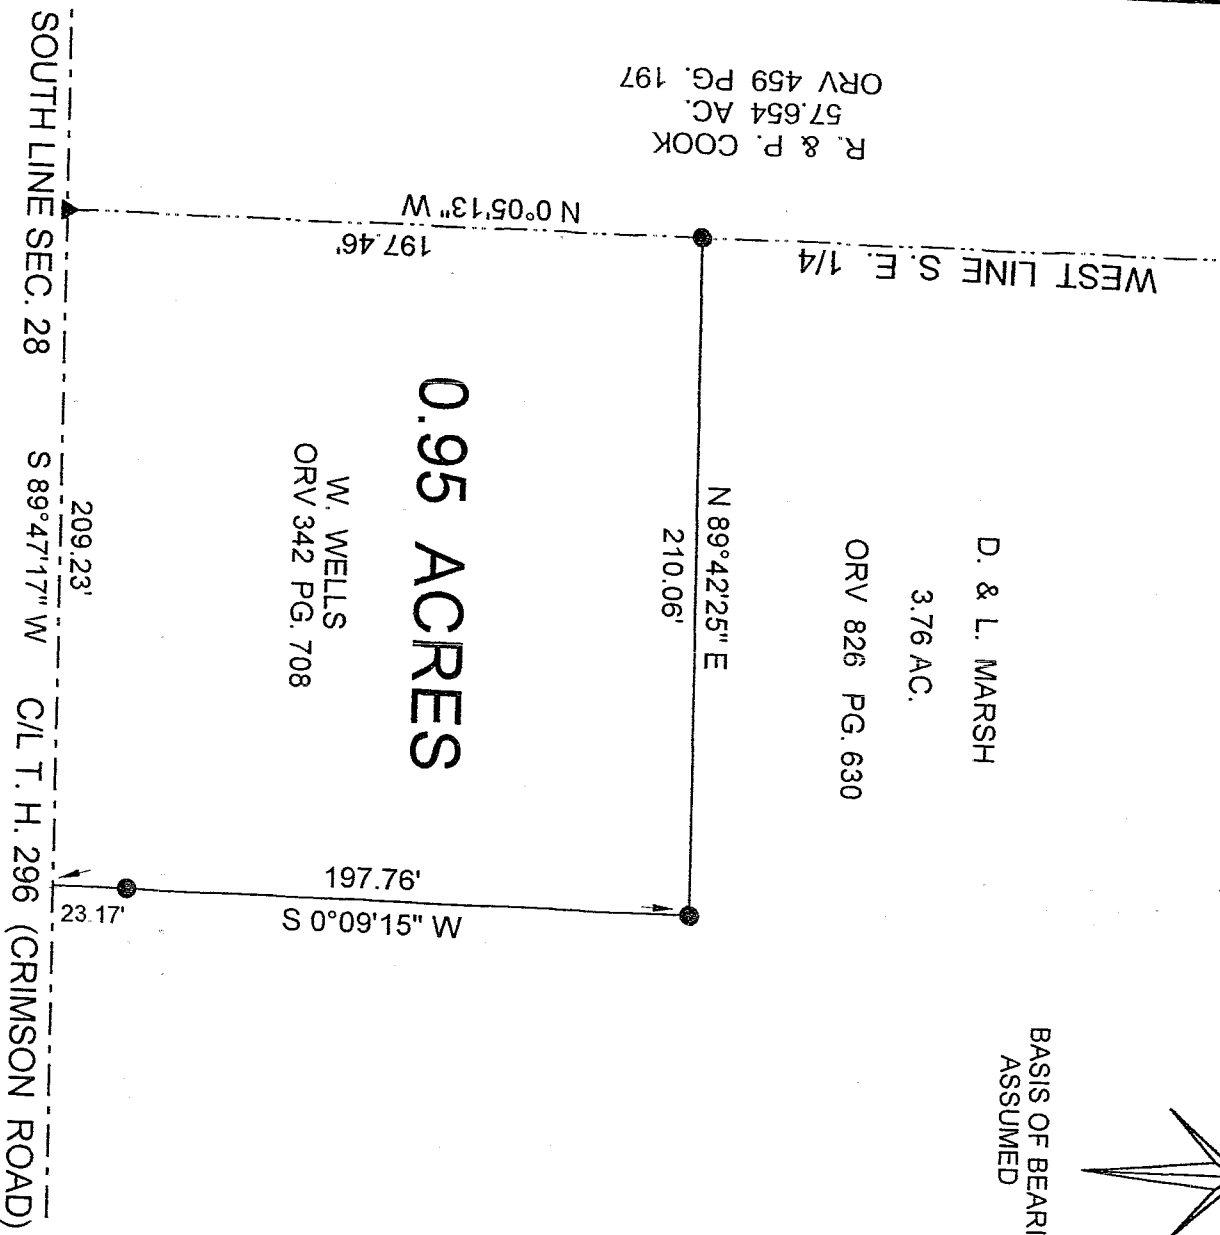 R. & P. COOK
57.654 AC.
ORV 459 PG. 197
WEST LINE S. E. 1/4
N 0°05'13" W
197.46'
D. & L. MARSH
3.76 AC.
ORV 826 PG. 630
N 89°42'25" E
210.06'
0.95 ACRES
W. WELLS
ORV 342 PG. 708
197.76'
S 0°09'15" W
23.17'
209.23'
SOUTH LINE SEC. 28 S 89°47'17" W C/L T. H. 296 (CRIMSON ROAD)
BASIS OF BEARI
ASSUMED